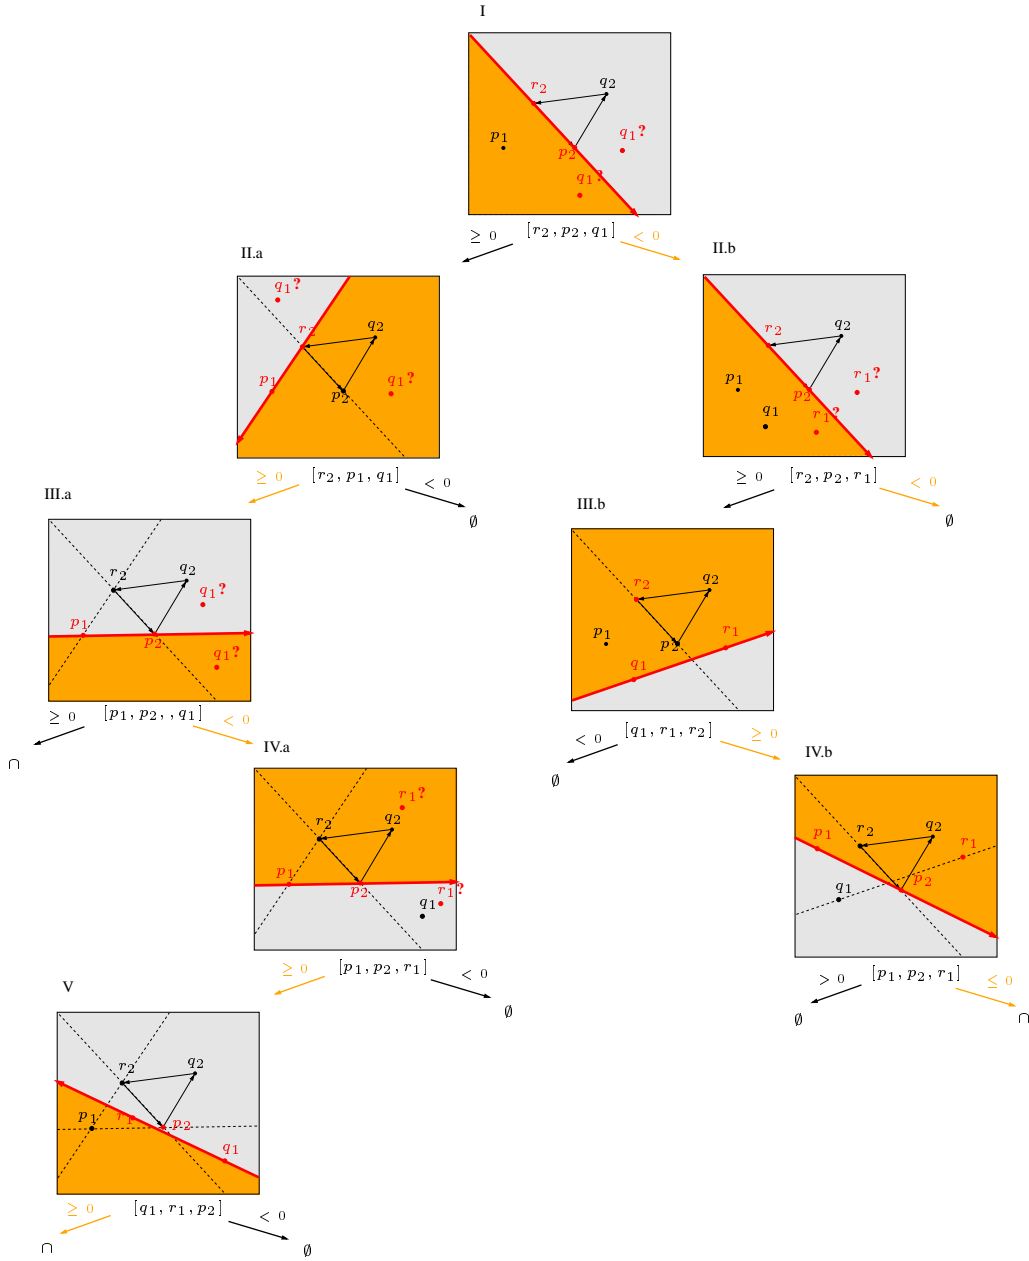 I
r2
q2
p1
q1?
p2
q1?
≥ 0
[r2, p2, q1]
< 0
II.a
II.b
q1?
r2
q2
p1
q1?
p2
r2
q2
p1
r1?
p2
q1
r1?
≥ 0
[r2, p1, q1]
< 0
∅
≥ 0
[r2, p2, r1]
< 0
∅
III.a
III.b
r2
q2
q1?
p1
p2
q1?
r2
q2
p1
r1
p2
q1
≥ 0
[p1, p2, , q1]
< 0
∩
< 0
[q1, r1, r2]
≥ 0
∅
IV.a
IV.b
r1?
r2
q2
p1
p2
r1?
q1
p1
r2
q2
r1
q1
p2
≥ 0
[p1, p2, r1]
< 0
∅
> 0
[p1, p2, r1]
≤ 0
∅
∩
V
r2
q2
p1
r1
p2
q1
≥ 0
[q1, r1, p2]
< 0
∩
∅